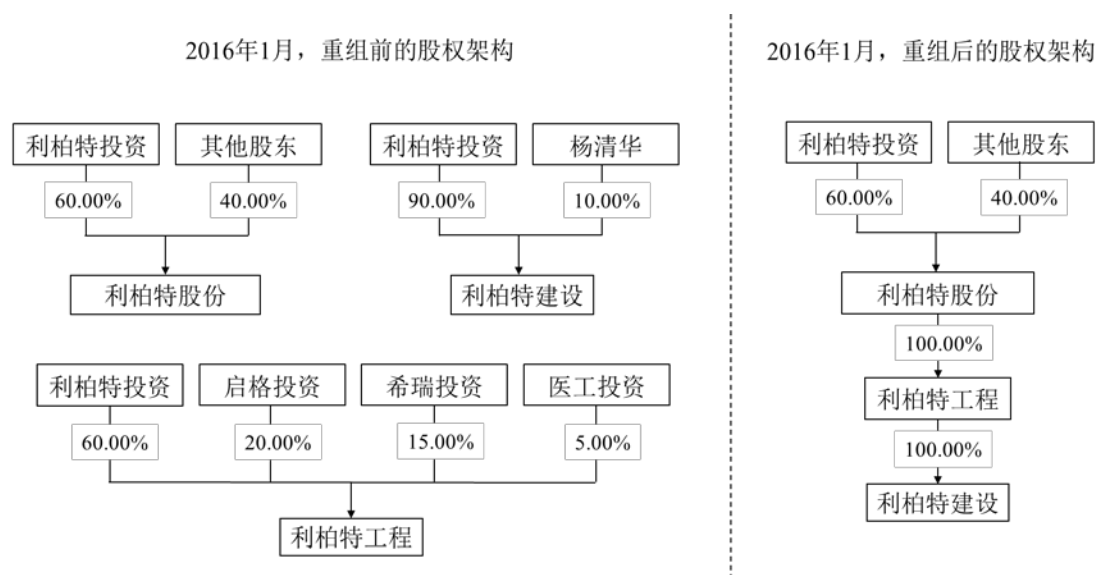 2016年1月，重组前的股权架构
利柏特投资
其他股东
60.00%
40.00%
利柏特股份
利柏特投资
杨清华
90.00%
10.00%
利柏特建设
利柏特投资
启格投资
希瑞投资
医工投资
60.00%
20.00%
15.00%
5.00%
利柏特工程
2016年1月，重组后的股权架构
利柏特投资
其他股东
60.00%
40.00%
利柏特股份
100.00%
利柏特工程
100.00%
利柏特建设